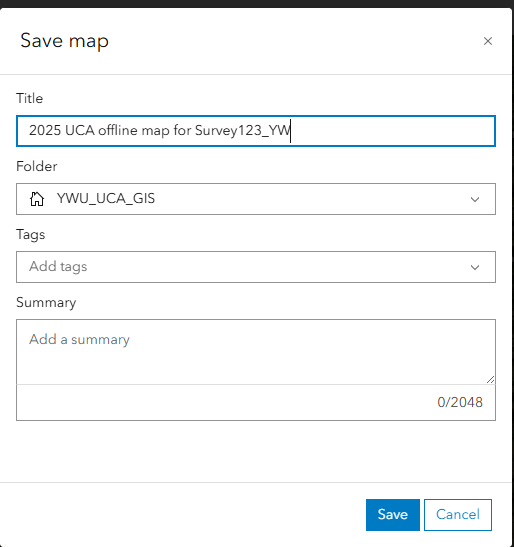 Save map
Title
2025 UCA offline map for Survey123_YW
Folder
YWU_UCA_GIS
Tags
Add tags
Summary
Add a summary
0/2048
Save
Cancel